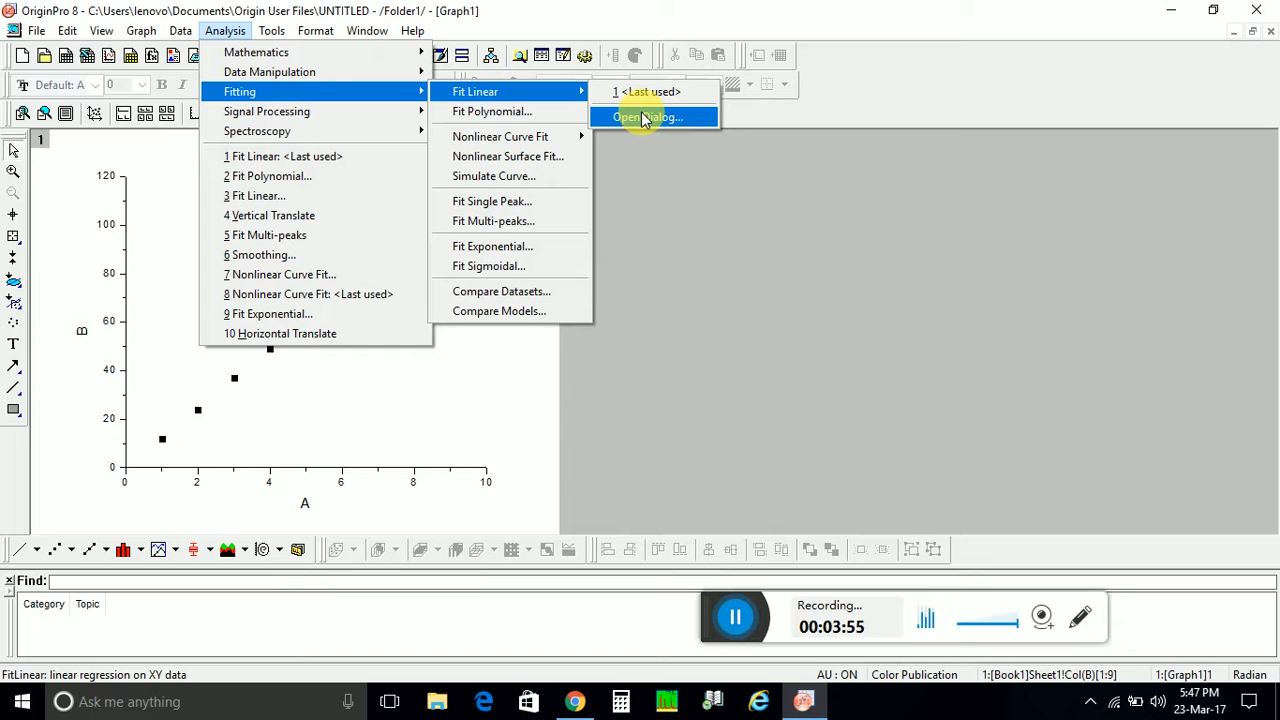 OriginPro 8 - C:\Users\lenovo\Documents\Origin User Files\UNTITLED - /Folder1/ - [Graph1]
File Edit View Graph Data Analysis Tools Format Window Help
Default: A 0
Mathematics
Data Manipulation
Fitting
Signal Processing
Spectroscopy
1 Fit Linear: <Last used>
2 Fit Polynomial...
3 Fit Linear...
4 Vertical Translate
5 Fit Multi-peaks
6 Smoothing...
7 Nonlinear Curve Fit...
8 Nonlinear Curve Fit: <Last used>
9 Fit Exponential...
10 Horizontal Translate
Fit Linear
Fit Polynomial...
Nonlinear Curve Fit
Nonlinear Surface Fit...
Simulate Curve...
Fit Single Peak...
Fit Multi-peaks...
Fit Exponential...
Fit Sigmoidal...
Compare Datasets...
Compare Models...
1 <Last used>
Open Dialog...
1
120
100
80
60
40
20
0
B
0 2 4 6 8 10
A
Find:
Category Topic
Recording...
00:03:55
FitLinear: linear regression on XY data
AU : ON Color Publication 1:[Book1]Sheet1!Col(B)[1:9] 1:[Graph1]1 Radian
Ask me anything
5:47 PM
23-Mar-17